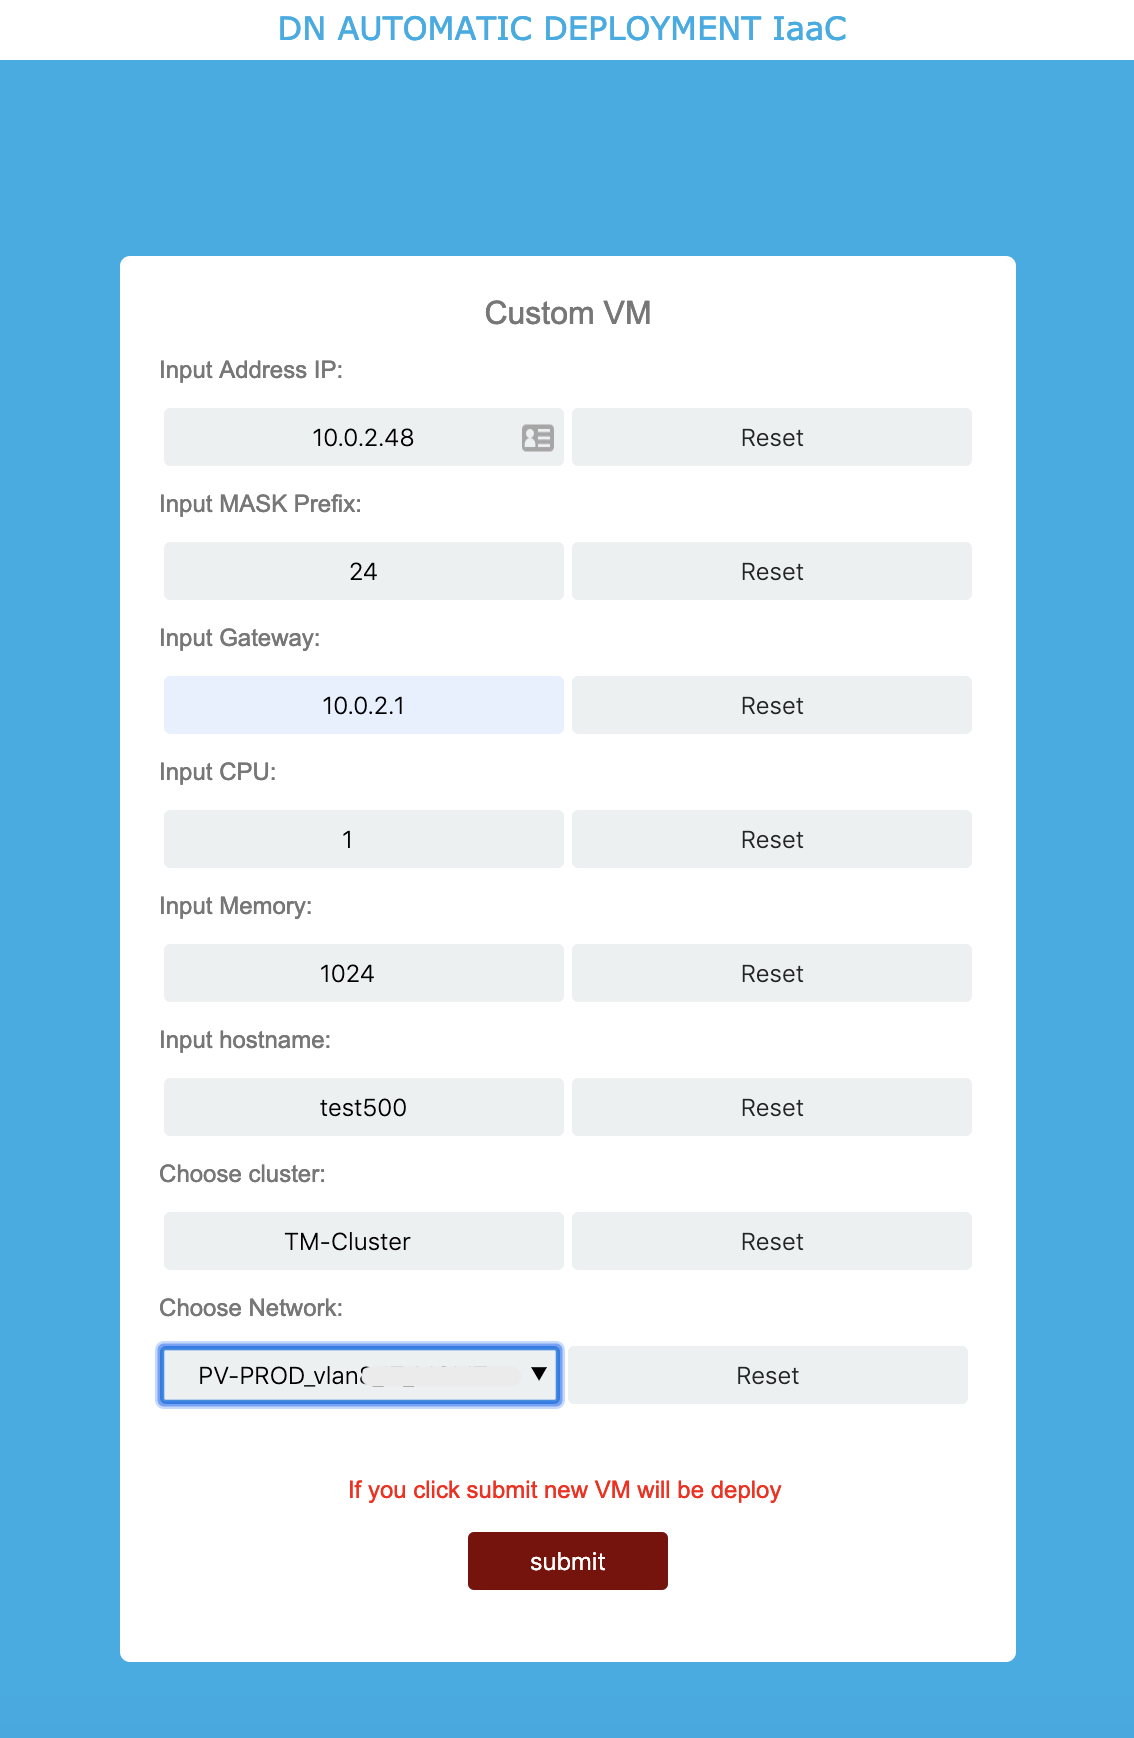 DN AUTOMATIC DEPLOYMENT IaaC
Custom VM
Input Address IP:
10.0.2.48 Reset
Input MASK Prefix:
24 Reset
Input Gateway:
10.0.2.1 Reset
Input CPU:
1 Reset
Input Memory:
1024 Reset
Input hostname:
test500 Reset
Choose cluster:
TM-Cluster Reset
Choose Network:
PV-PROD_vlan Reset
If you click submit new VM will be deploy
submit